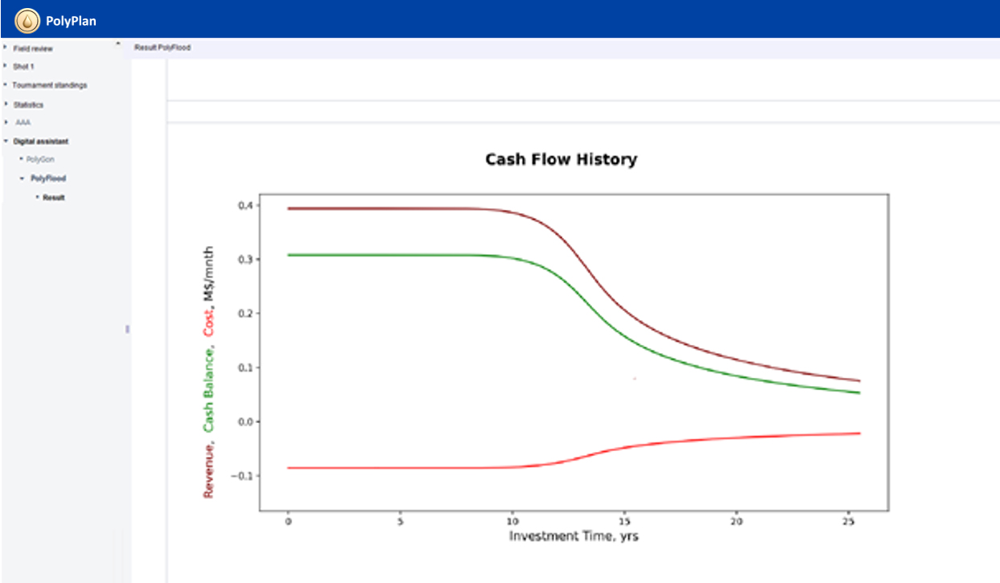 PolyPlan
Field review
Shot 1
Tournament standings
Statistics
AAA
Digital assistant
PolyGon
PolyFlood
Result
Result PolyFlood
Cash Flow History
Revenue, Cash Balance, Cost, M$/mnth
0.4
0.3
0.2
0.1
0.0
−0.1
0 5 10 15 20 25
Investment Time, yrs